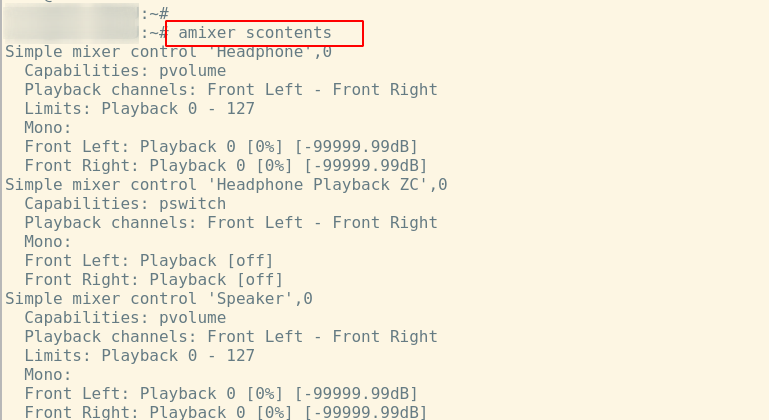 :~#
:~# amixer scontents
Simple mixer control 'Headphone',0
  Capabilities: pvolume
  Playback channels: Front Left - Front Right
  Limits: Playback 0 - 127
  Mono:
  Front Left: Playback 0 [0%] [-99999.99dB]
  Front Right: Playback 0 [0%] [-99999.99dB]
Simple mixer control 'Headphone Playback ZC',0
  Capabilities: pswitch
  Playback channels: Front Left - Front Right
  Mono:
  Front Left: Playback [off]
  Front Right: Playback [off]
Simple mixer control 'Speaker',0
  Capabilities: pvolume
  Playback channels: Front Left - Front Right
  Limits: Playback 0 - 127
  Mono:
  Front Left: Playback 0 [0%] [-99999.99dB]
  Front Right: Playback 0 [0%] [-99999.99dB]